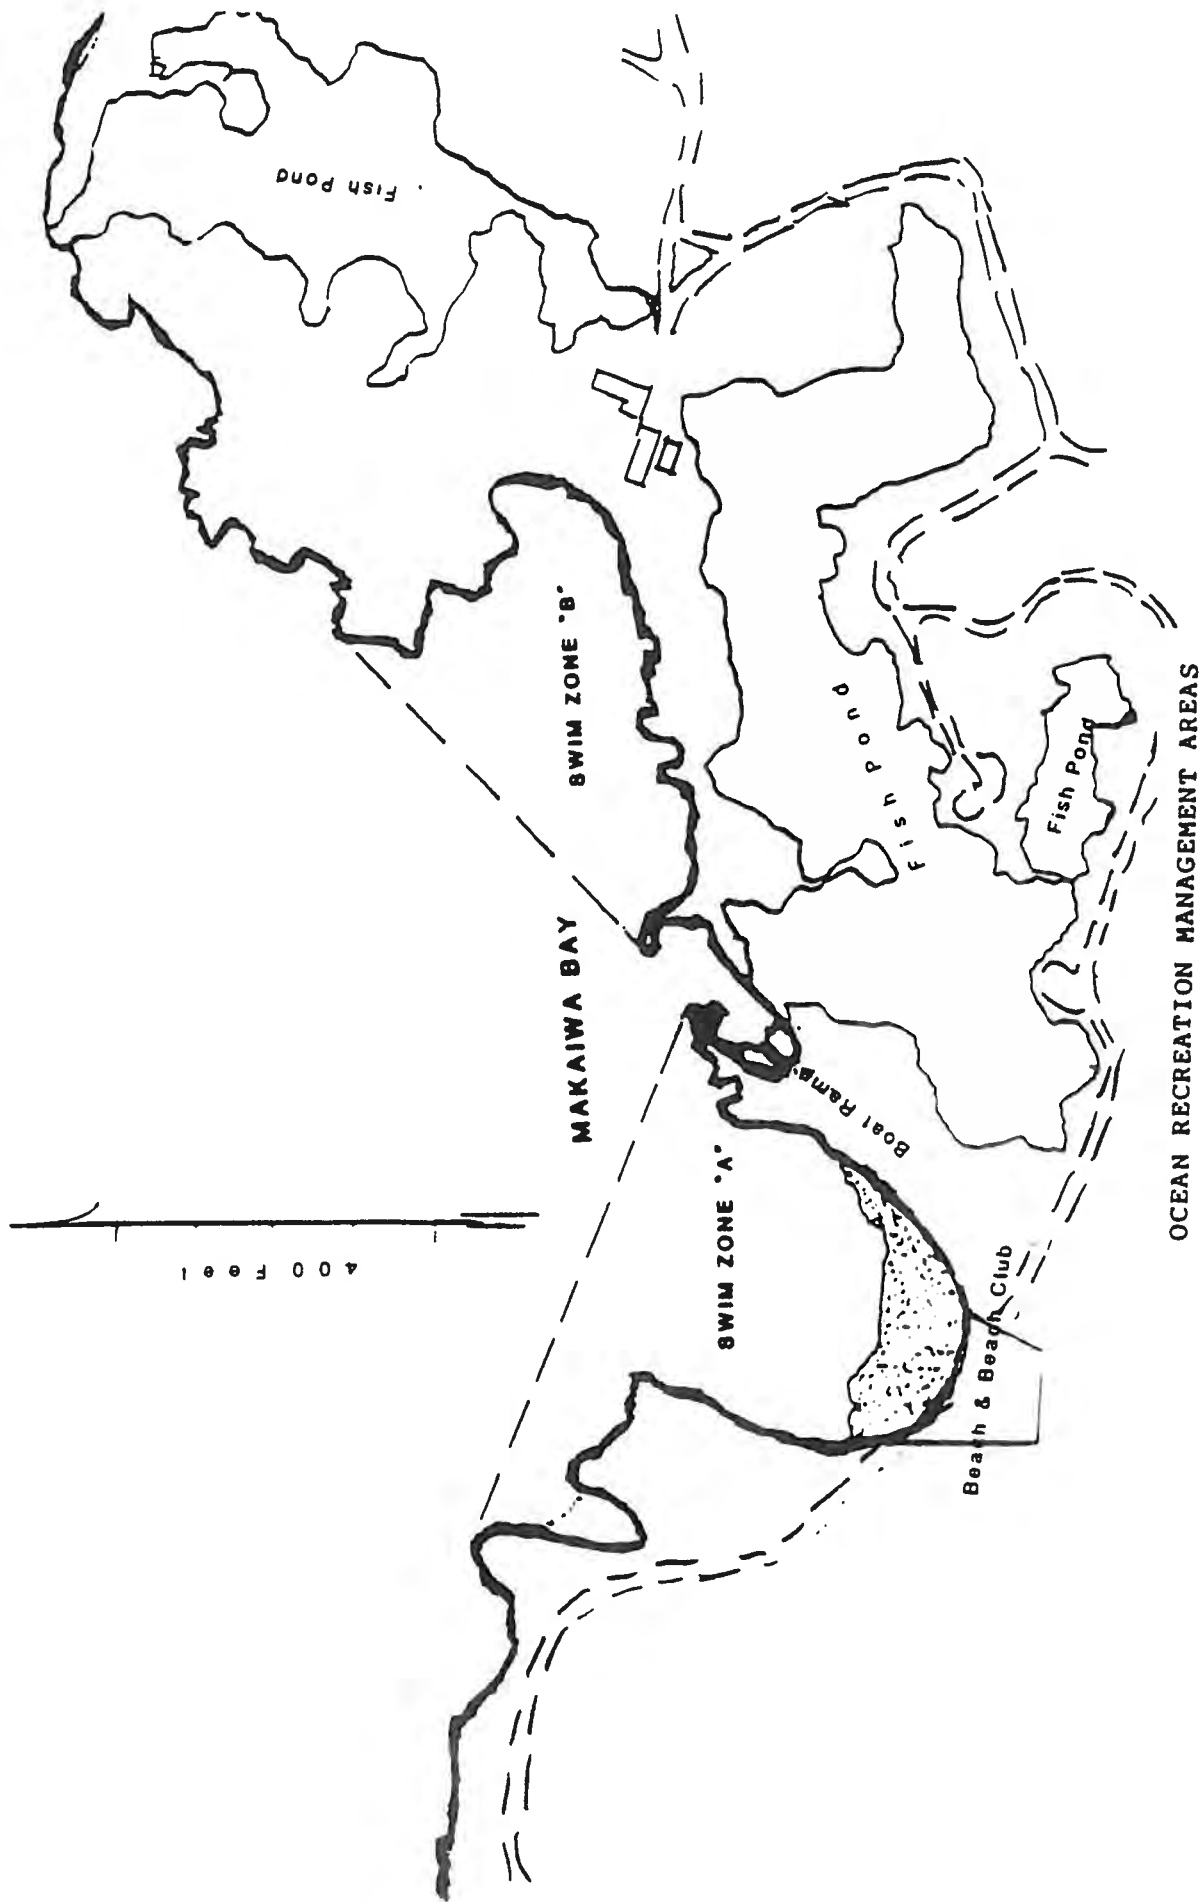 Fish Pond
SWIM ZONE "B"
MAKAIWA BAY
Fish Pond
Fish Pond
400 Feet
SWIM ZONE "A"
Boat Ramp
Beach & Beach Club
OCEAN RECREATION MANAGEMENT AREAS